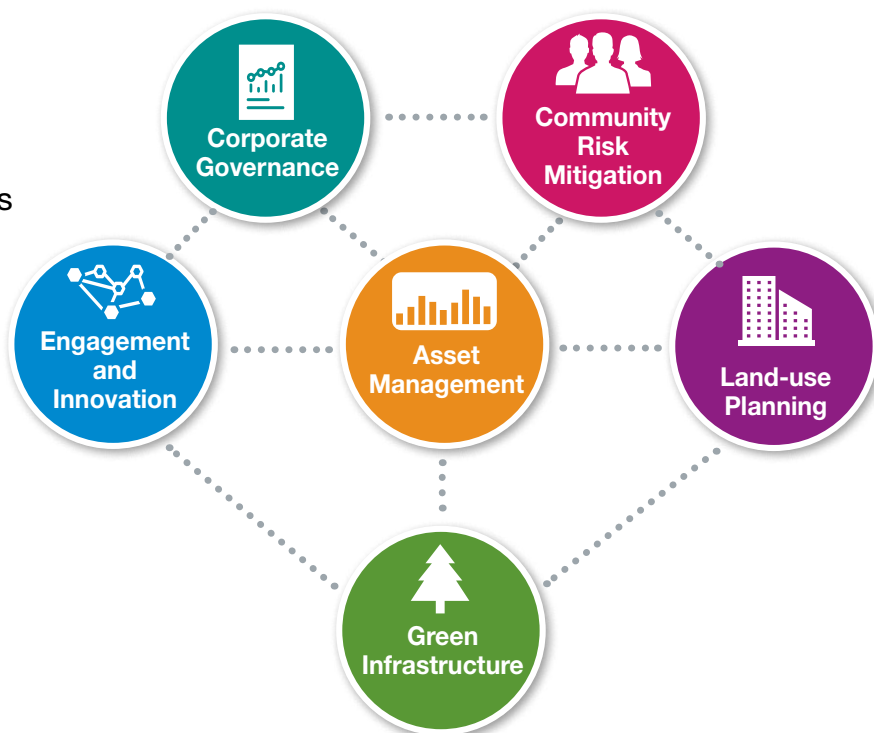 Corporate
Governance
Community
Risk
Mitigation
s
Engagement
and
Innovation
Asset
Management
Land-use
Planning
Green
Infrastructure